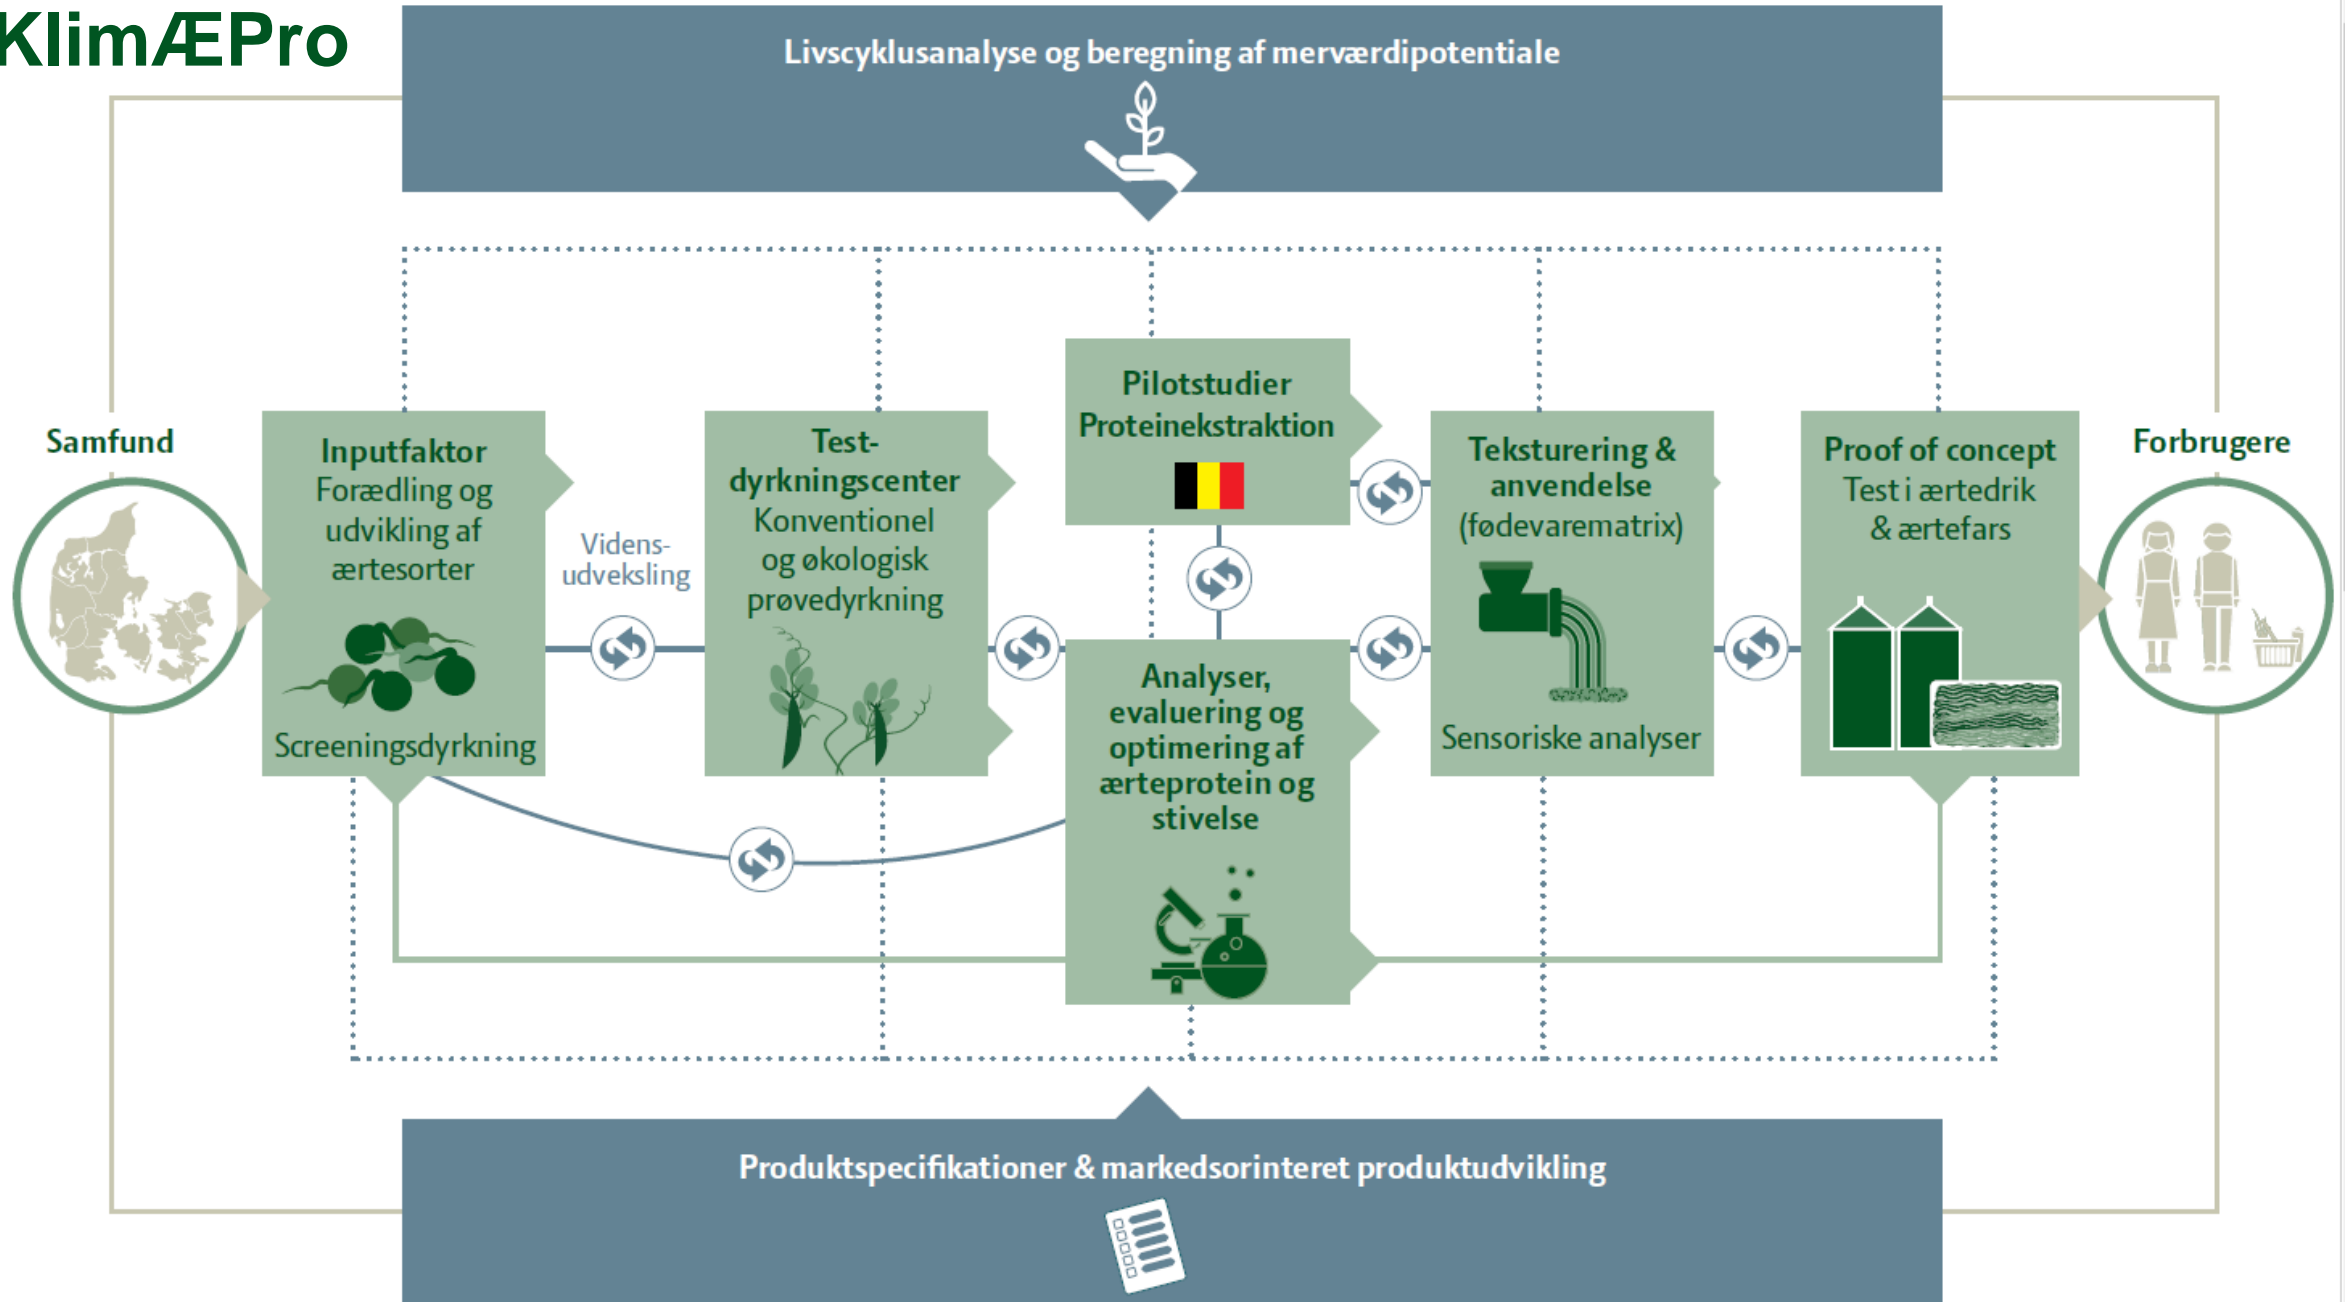 KlimÆPro
Livscyklusanalyse og beregning af merværdipotentiale
Samfund
Inputfaktor
Forædling og
udvikling af
ærtesorter
Screeningsdyrkning
Videns-
udveksling
Test-
dyrkningscenter
Konventionel
og økologisk
prøvedyrkning
Pilotstudier
Proteinekstraktion
Analyser,
evaluering og
optimering af
ærteprotein og
stivelse
Teksturering &
anvendelse
(fødevarematrix)
Sensoriske analyser
Proof of concept
Test i ærtedrik
& ærtefars
Forbrugere
Produktspecifikationer & markedsorinteret produktudvikling